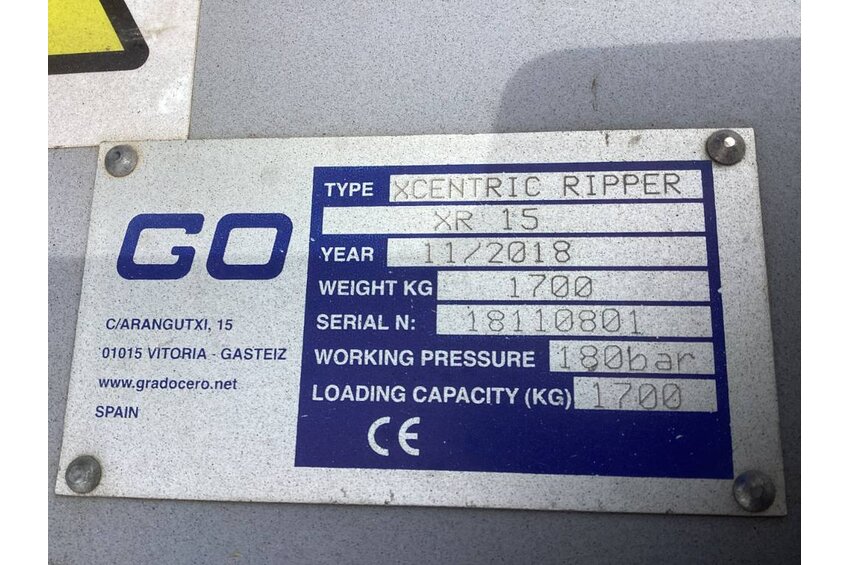 GO
C/ARANGUTXI, 15
01015 VITORIA - GASTEIZ
www.gradocero.net
SPAIN
TYPE XCENTRIC RIPPER
XR 15
YEAR 11/2018
WEIGHT KG 1700
SERIAL N: 18110801
WORKING PRESSURE 180bar
LOADING CAPACITY (KG) 1700
CE